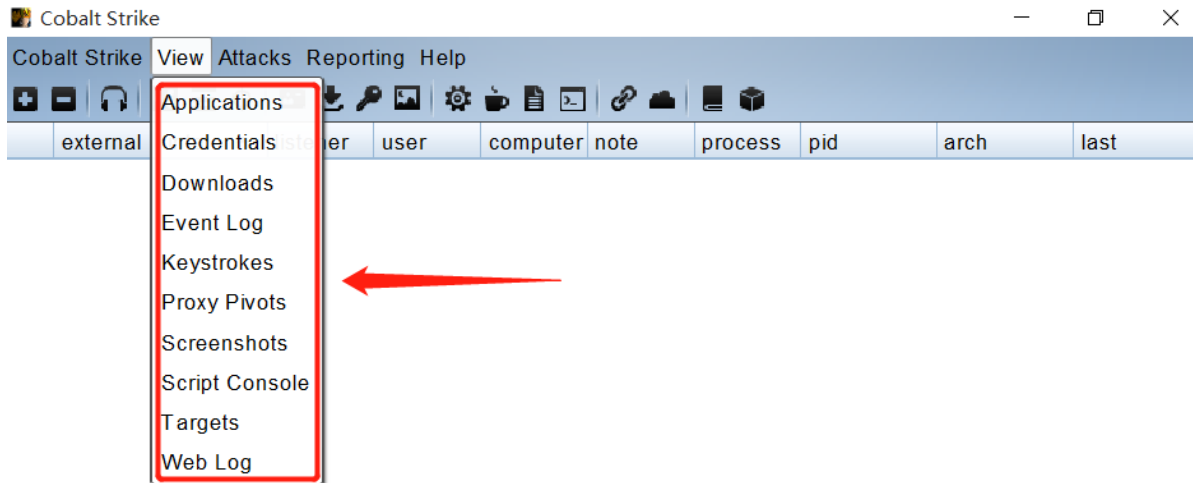 Cobalt Strike
Cobalt Strike View Attacks Reporting Help
external user computer note process pid arch last
Applications
Credentials
Downloads
Event Log
Keystrokes
Proxy Pivots
Screenshots
Script Console
Targets
Web Log